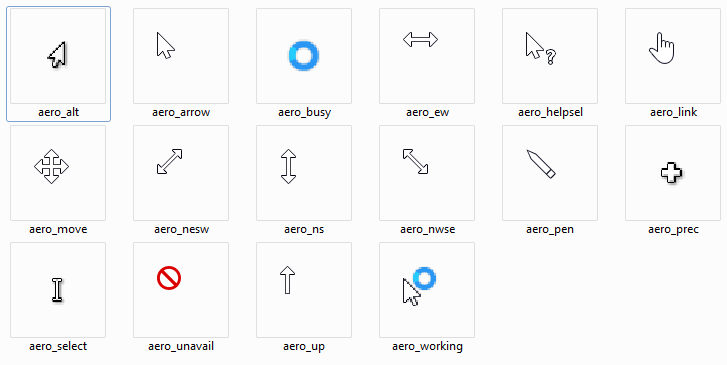 aero_alt
aero_arrow
aero_busy
aero_ew
aero_helpsel
aero_link
aero_move
aero_nesw
aero_ns
aero_nwse
aero_pen
aero_prec
aero_select
aero_unavail
aero_up
aero_working